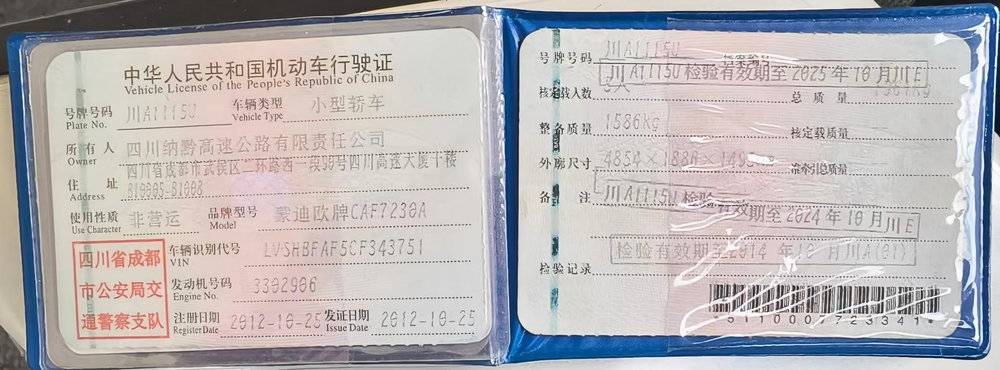 中华人民共和国机动车行驶证
Vehicle License of the People's Republic of China
号牌号码 川A1115U 车辆类型 小型轿车
Plate No. Vehicle Type
所有人 四川纳黔高速公路有限责任公司
Owner
四川省成都市武侯区二环路西一段90号四川高速大厦十楼
住址 B10005-B1008
Address
使用性质 非营运 品牌型号 蒙迪欧牌CAF7230A
Use Character Model
四川省成都
市公安局交
通警察支队
车辆识别代号 LVSHBFAF5CF343751
VIN
发动机号码 3302906
Engine No.
注册日期 2012-10-25 发证日期 2012-10-25
Register Date Issue Date
号牌号码 川A1115U
川A1115U检验有效期至2025年10月川E
核定载人数 总质量
整备质量 1586kg 核定载质量
外廓尺寸 4854× 准牵引总质量
备注 川A1115U检验
有效期至2024年10月川E
检验有效期至2014年10月川A(01)
检验记录
*5110007723341*